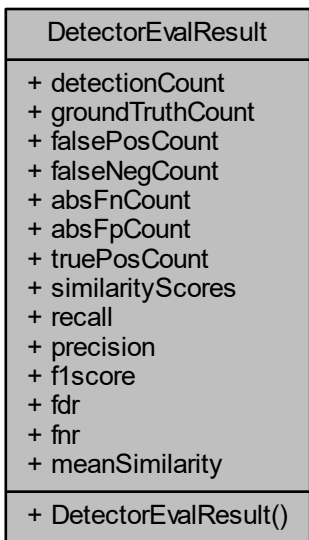 DetectorEvalResult
+ detectionCount
+ groundTruthCount
+ falsePosCount
+ falseNegCount
+ absFnCount
+ absFpCount
+ truePosCount
+ similarityScores
+ recall
+ precision
+ f1score
+ fdr
+ fnr
+ meanSimilarity
+ DetectorEvalResult()